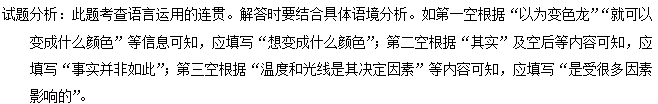 试题分析：此题考查语言运用的连贯。解答时要结合具体语境分析。如第一空根据“以为变色龙”“就可以
变成什么颜色”等信息可知，应填写“想变成什么颜色”；第二空根据“其实”及空后等内容可知，应
填写“事实并非如此”；第三空根据“温度和光线是其决定因素”等内容可知，应填写“是受很多因素
影响的”。